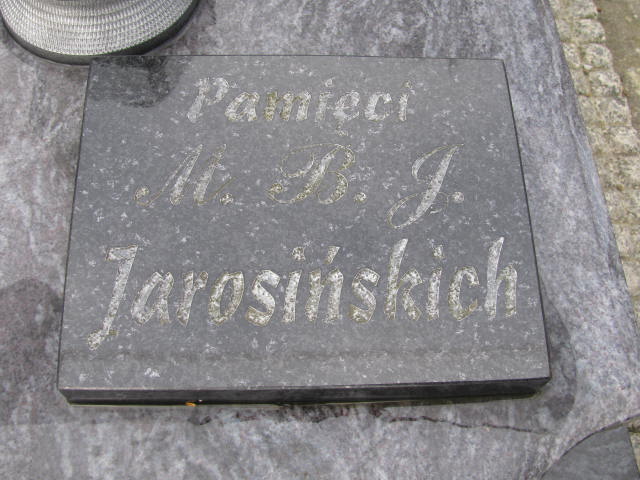 Pamięci
M. B. J.
Jarosińskich